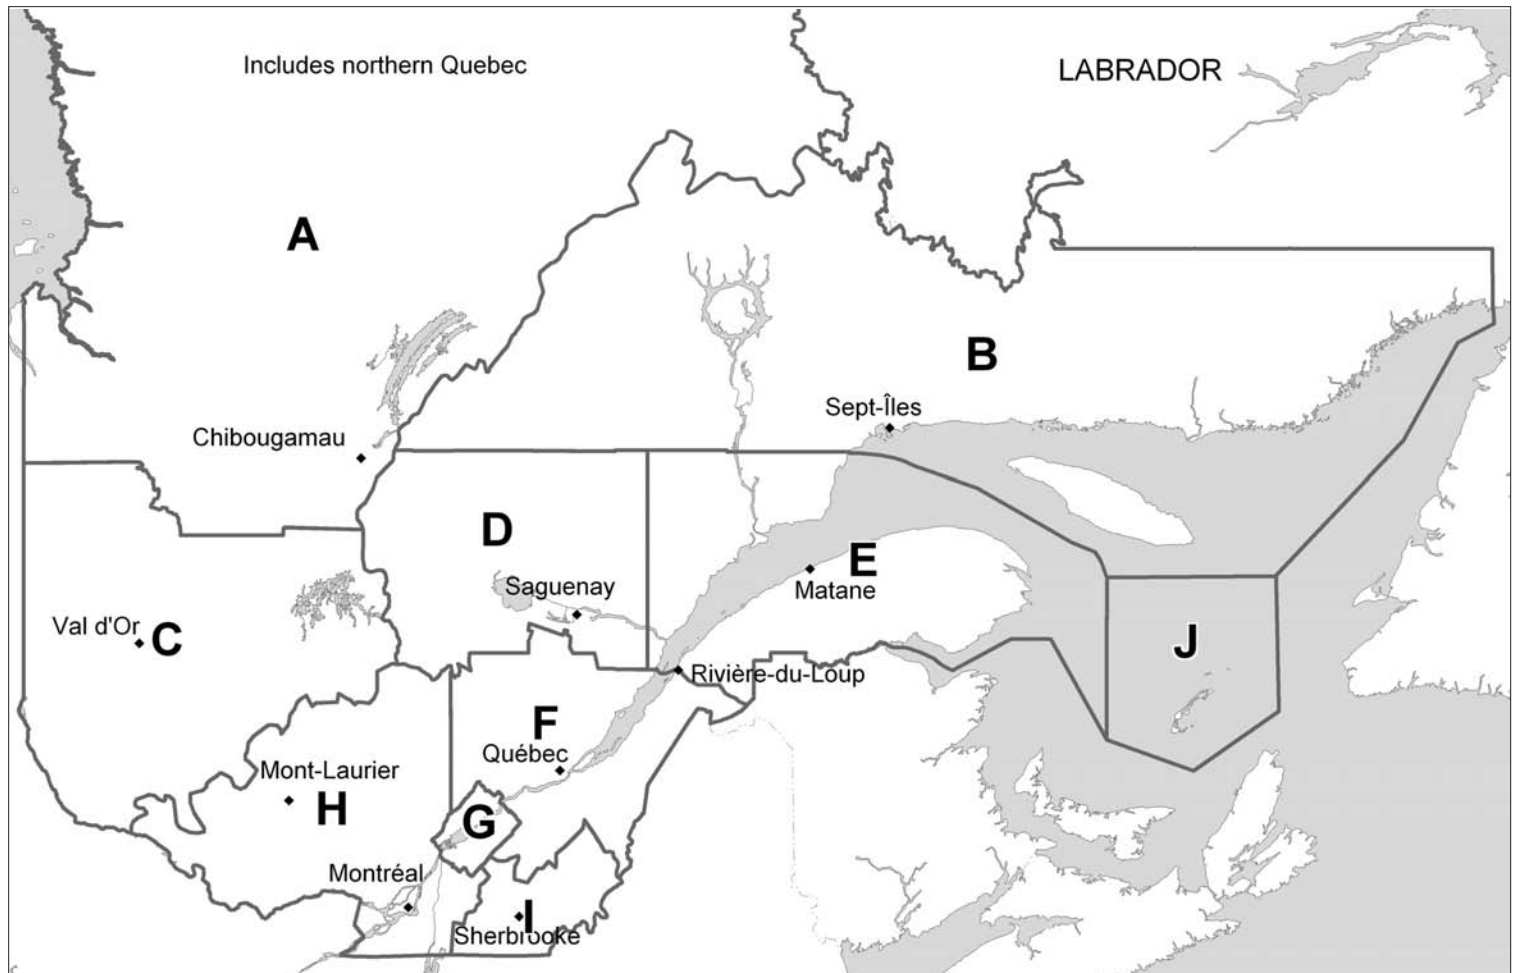 Includes northern Quebec
LABRADOR
A
B
Sept-Îles
Chibougamau
D
E
Saguenay
Matane
Val d'Or
C
J
Rivière-du-Loup
F
Québec
Mont-Laurier
H
G
Montréal
I
Sherbrooke